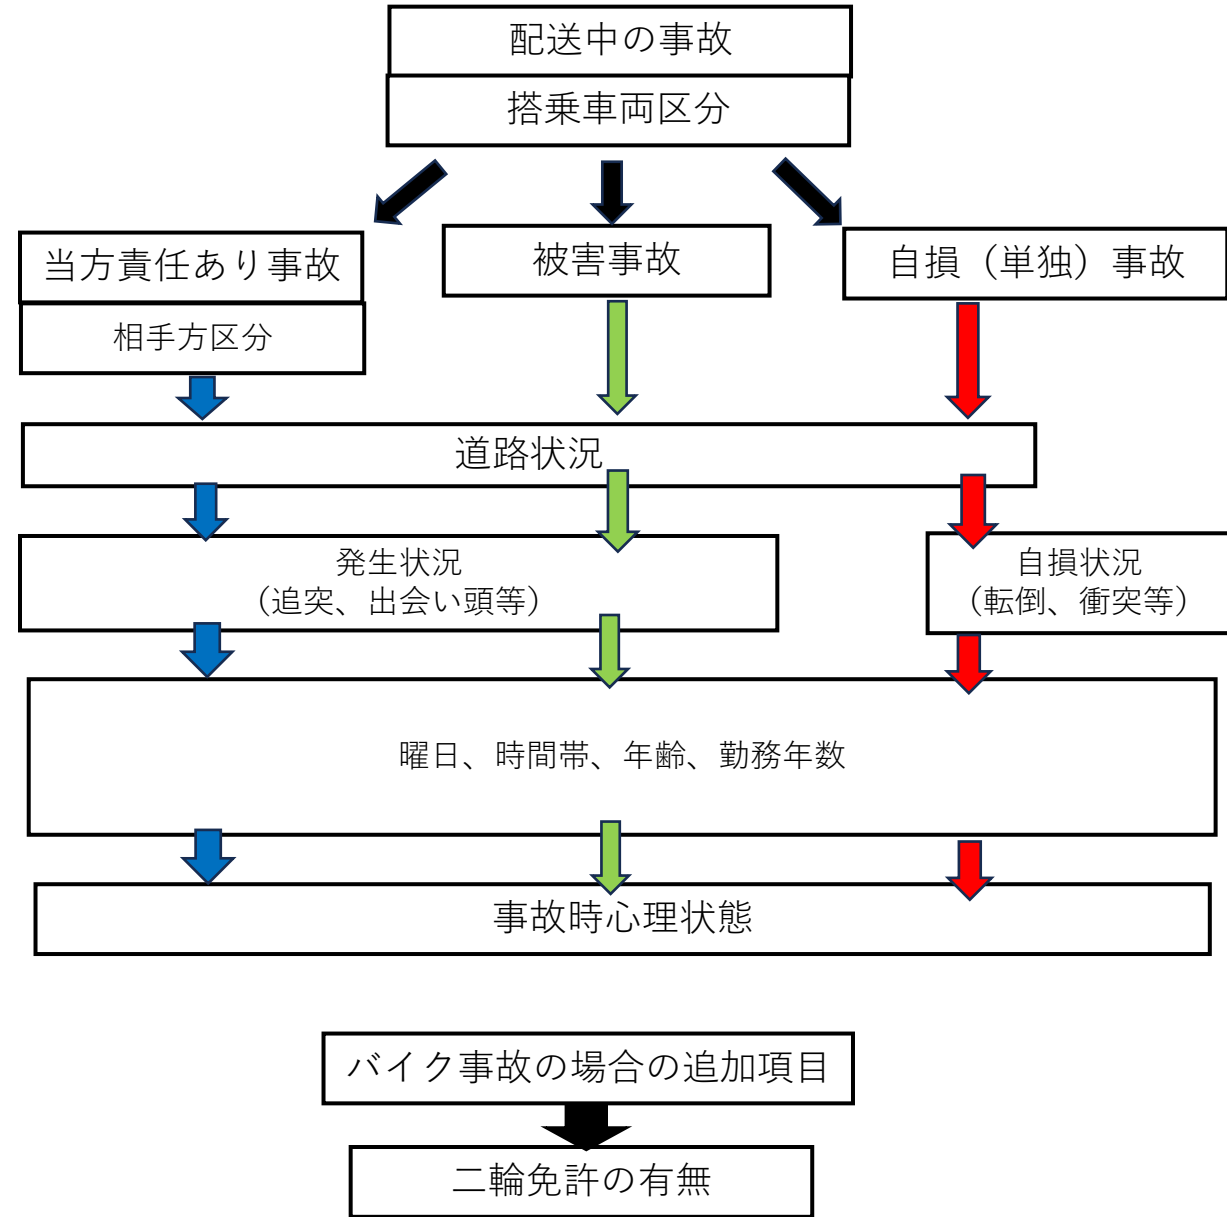 配送中の事故
搭乗車両区分
当方責任あり事故
被害事故
自損（単独）事故
相手方区分
道路状況
発生状況
（追突、出会い頭等）
自損状況
（転倒、衝突等）
曜日、時間帯、年齢、勤務年数
事故時心理状態
バイク事故の場合の追加項目
二輪免許の有無